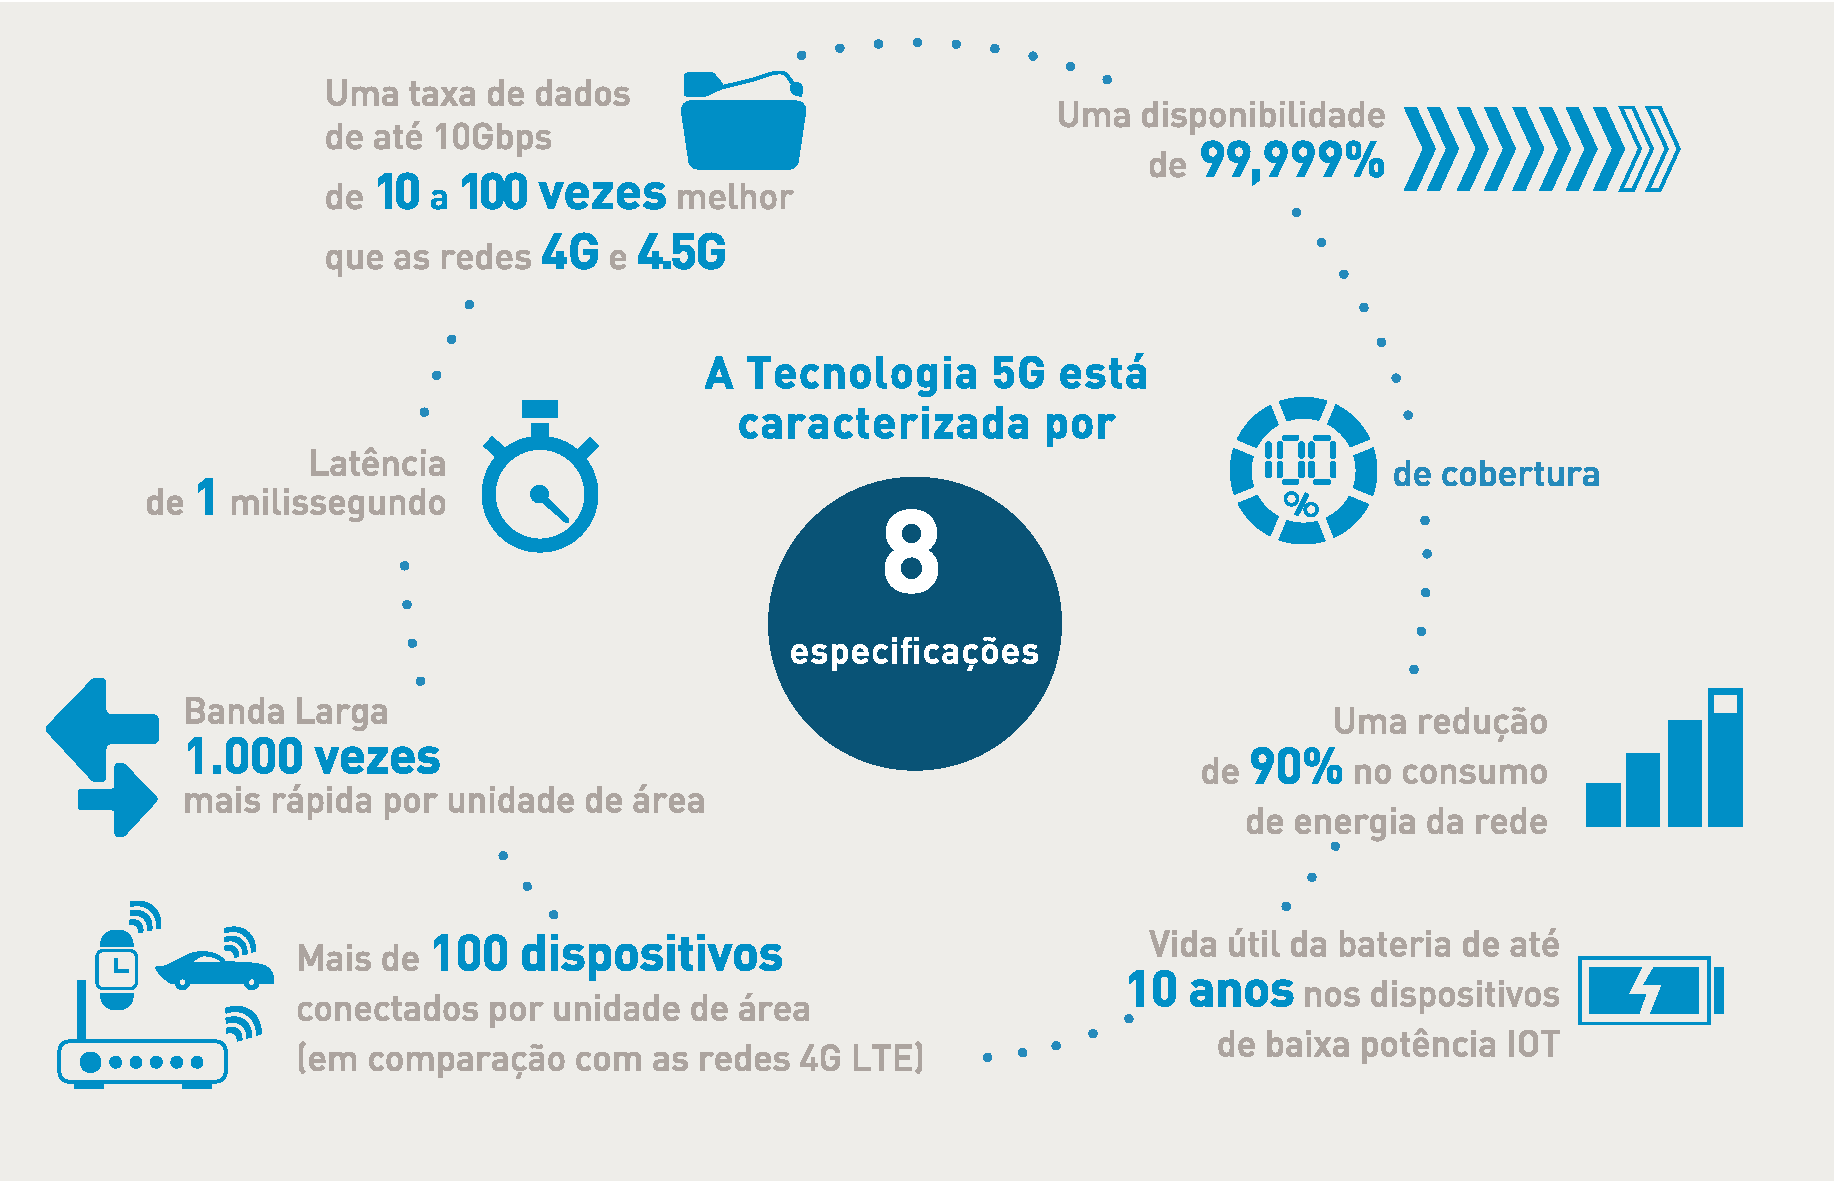 Uma taxa de dados
de até 10Gbps
de 10 a 100 vezes melhor
que as redes 4G e 4.5G
Uma disponibilidade
de 99,999%
A Tecnologia 5G está
caracterizada por
8
especificações
Latência
de 1 milissegundo
100
%
de cobertura
Banda Larga
1.000 vezes
mais rápida por unidade de área
Uma redução
de 90% no consumo
de energia da rede
Mais de 100 dispositivos
conectados por unidade de área
(em comparação com as redes 4G LTE)
Vida útil da bateria de até
10 anos nos dispositivos
de baixa potência IOT